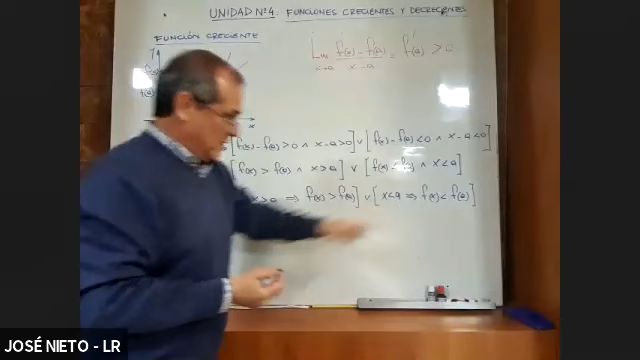 UNIDAD Nº4. FUNCIONES CRECIENTES Y DECRECIENTES
FUNCIÓN CRECIENTE
Lim f(x) - f(a) = f'(a) > 0
x→a x - a
[f(x) - f(a) > 0 ∧ x - a > 0] ∨ [f(x) - f(a) < 0 ∧ x - a < 0]
[f(x) > f(a) ∧ x > a] ∨ [f(x) < f(a) ∧ x < a]
x > a ⇒ f(x) > f(a)] ∨ [x < a ⇒ f(x) < f(a)]
y
f(x)
f(a)
x
JOSÉ NIETO - LR